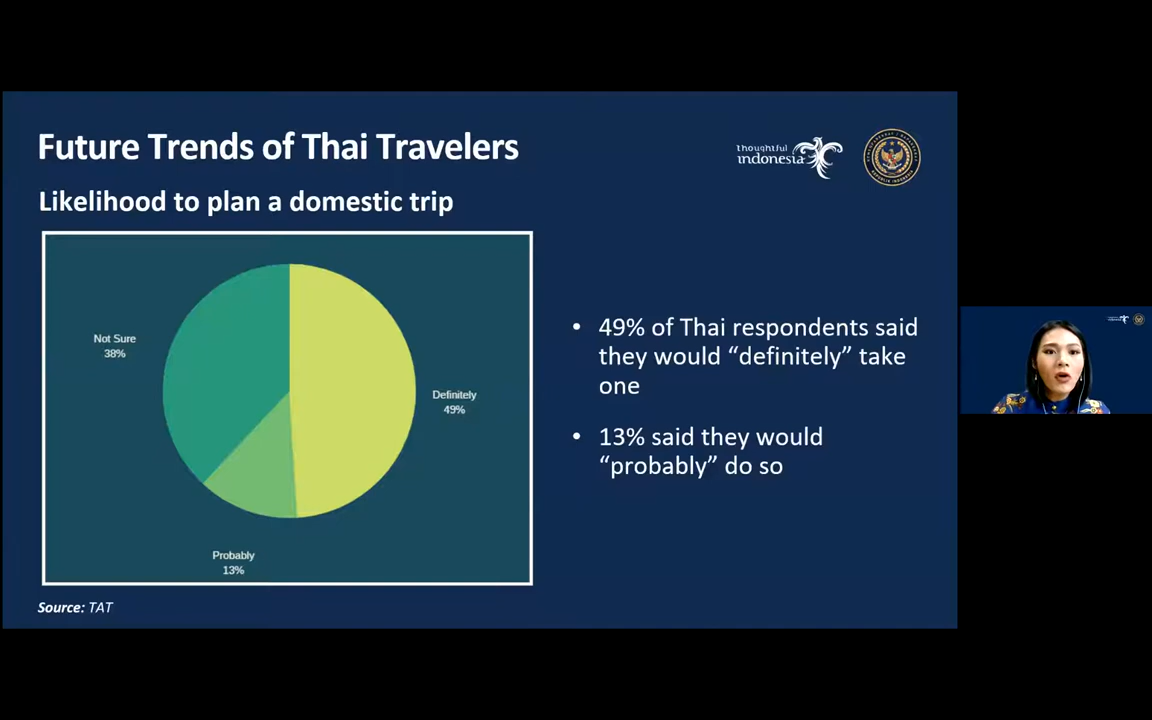 Future Trends of Thai Travelers
thoughtful
indonesia
Likelihood to plan a domestic trip
Not Sure
38%
Definitely
49%
Probably
13%
• 49% of Thai respondents said
they would “definitely” take
one
• 13% said they would
“probably” do so
Source: TAT